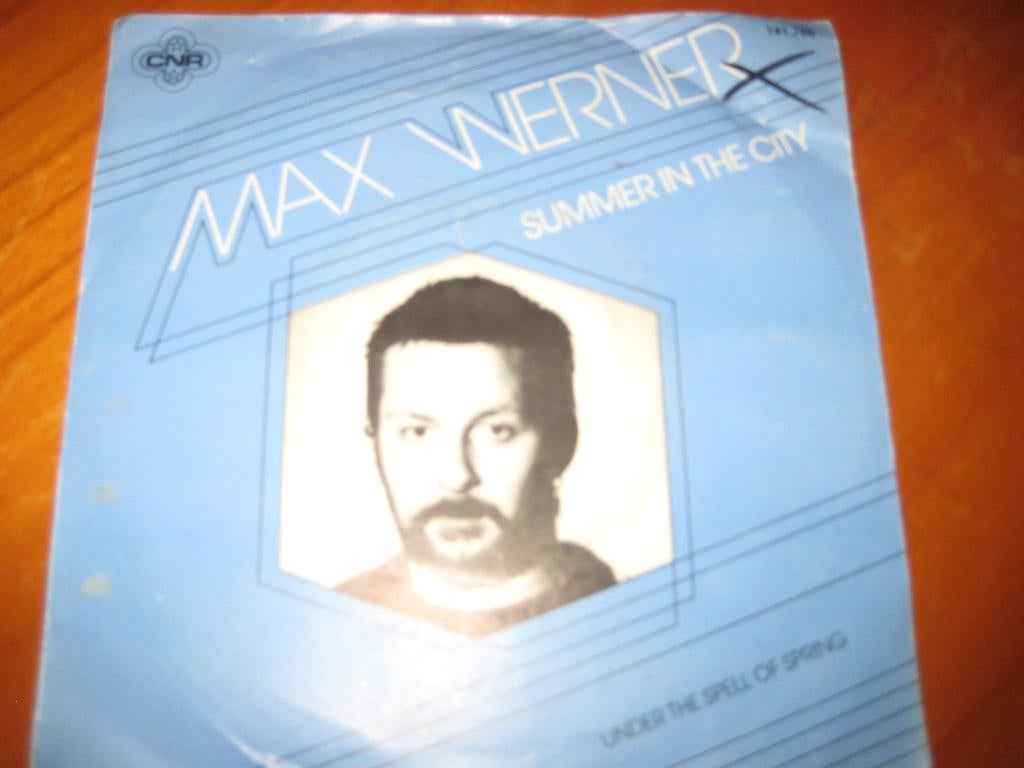 CNR
MAX WERNER
SUMMER IN THE CITY
UNDER THE SPELL OF SPRING